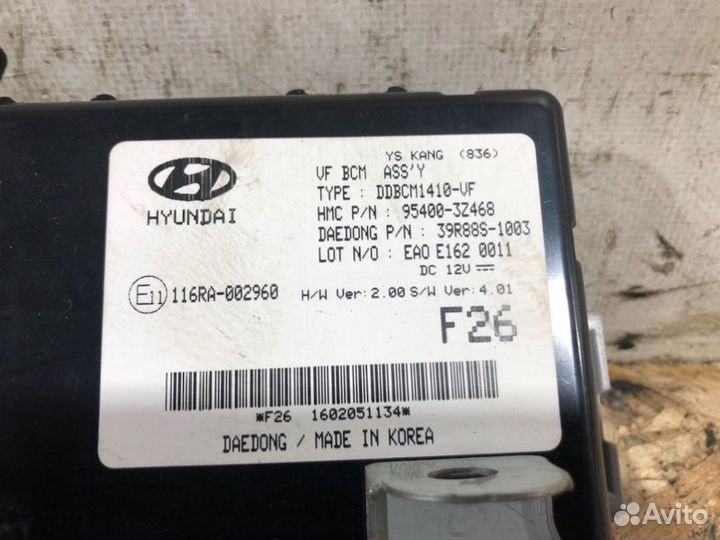 YS KANG (836)
VF BCM ASS'Y
TYPE : DDBCM1410-VF
HMC P/N : 95400-3Z468
DAEDONG P/N : 39R88S-1003
LOT N/O : EAO E162 0011
DC 12V
HYUNDAI
E11 116RA-002960
H/W Ver:2.00 S/W Ver:4.01
F26
*F26 1602051134*
DAEDONG / MADE IN KOREA
Avito